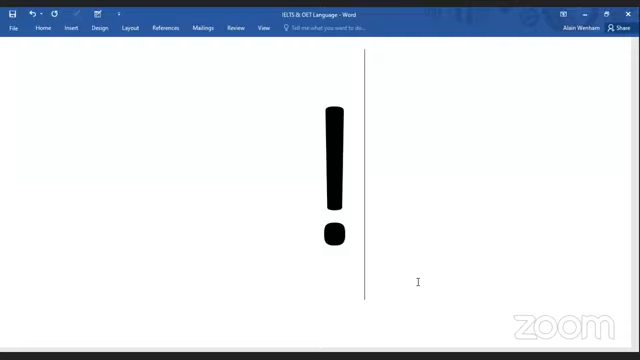 IELTS & OET Language - Word
File Home Insert Design Layout References Mailings Review View Tell me what you want to do... Alain Wenham Share
!
zoom